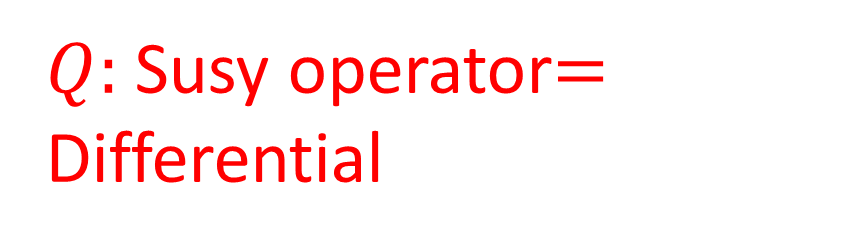 Q: Susy operator=
Differential